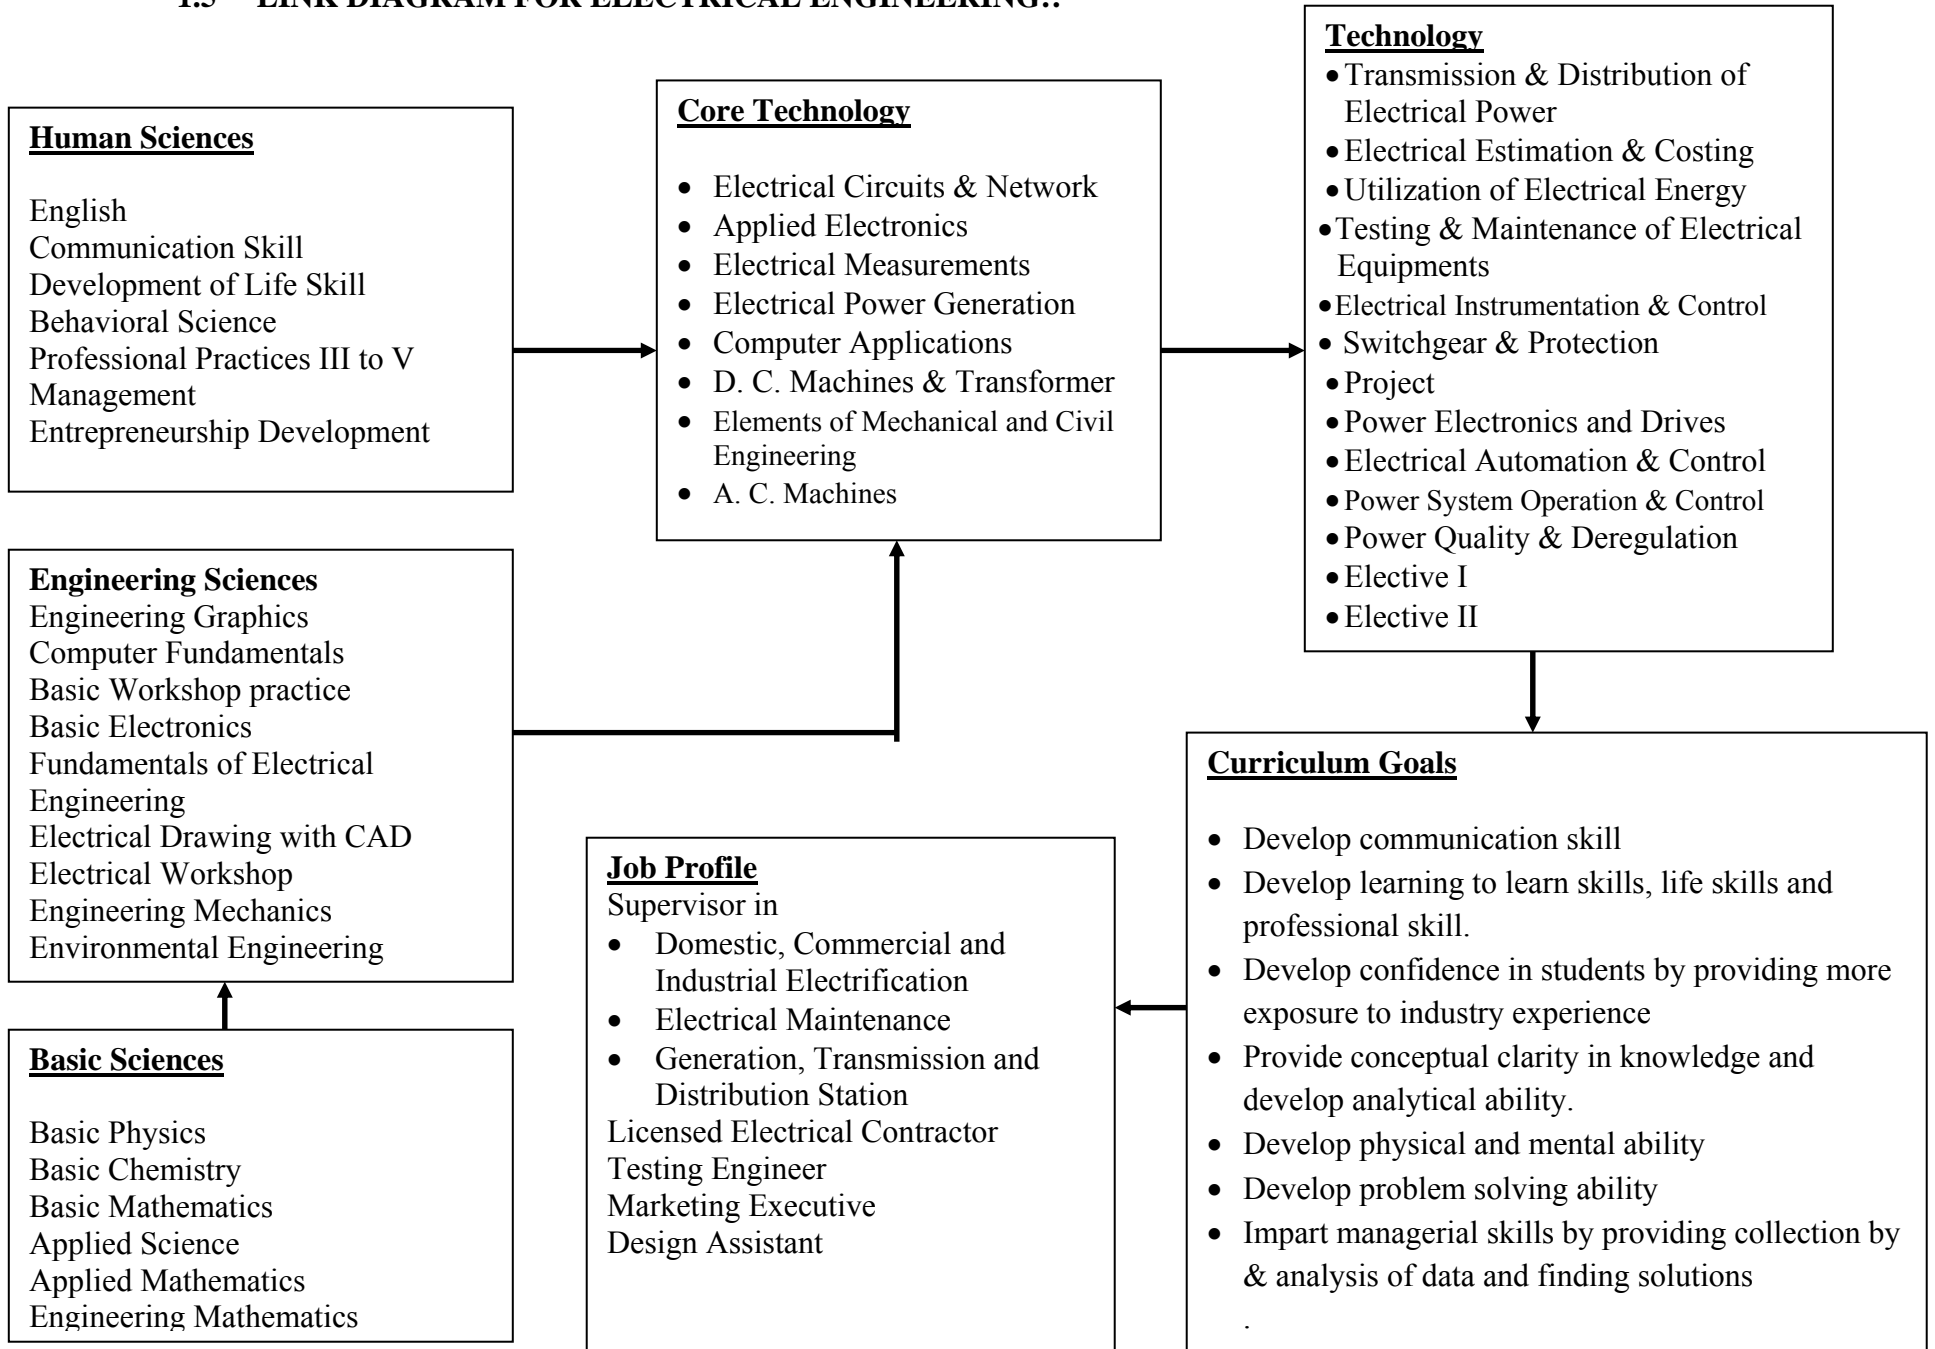 1.5 LINK DIAGRAM FOR ELECTRICAL ENGINEERING::
Human Sciences
English
Communication Skill
Development of Life Skill
Behavioral Science
Professional Practices III to V
Management
Entrepreneurship Development
Engineering Sciences
Engineering Graphics
Computer Fundamentals
Basic Workshop practice
Basic Electronics
Fundamentals of Electrical
Engineering
Electrical Drawing with CAD
Electrical Workshop
Engineering Mechanics
Environmental Engineering
Basic Sciences
Basic Physics
Basic Chemistry
Basic Mathematics
Applied Science
Applied Mathematics
Engineering Mathematics
Core Technology
• Electrical Circuits & Network
• Applied Electronics
• Electrical Measurements
• Electrical Power Generation
• Computer Applications
• D. C. Machines & Transformer
• Elements of Mechanical and Civil
Engineering
• A. C. Machines
Technology
• Transmission & Distribution of
Electrical Power
• Electrical Estimation & Costing
• Utilization of Electrical Energy
• Testing & Maintenance of Electrical
Equipments
• Electrical Instrumentation & Control
• Switchgear & Protection
• Project
• Power Electronics and Drives
• Electrical Automation & Control
• Power System Operation & Control
• Power Quality & Deregulation
• Elective I
• Elective II
Curriculum Goals
• Develop communication skill
• Develop learning to learn skills, life skills and
professional skill.
• Develop confidence in students by providing more
exposure to industry experience
• Provide conceptual clarity in knowledge and
develop analytical ability.
• Develop physical and mental ability
• Develop problem solving ability
• Impart managerial skills by providing collection by
& analysis of data and finding solutions
.
Job Profile
Supervisor in
• Domestic, Commercial and
Industrial Electrification
• Electrical Maintenance
• Generation, Transmission and
Distribution Station
Licensed Electrical Contractor
Testing Engineer
Marketing Executive
Design Assistant